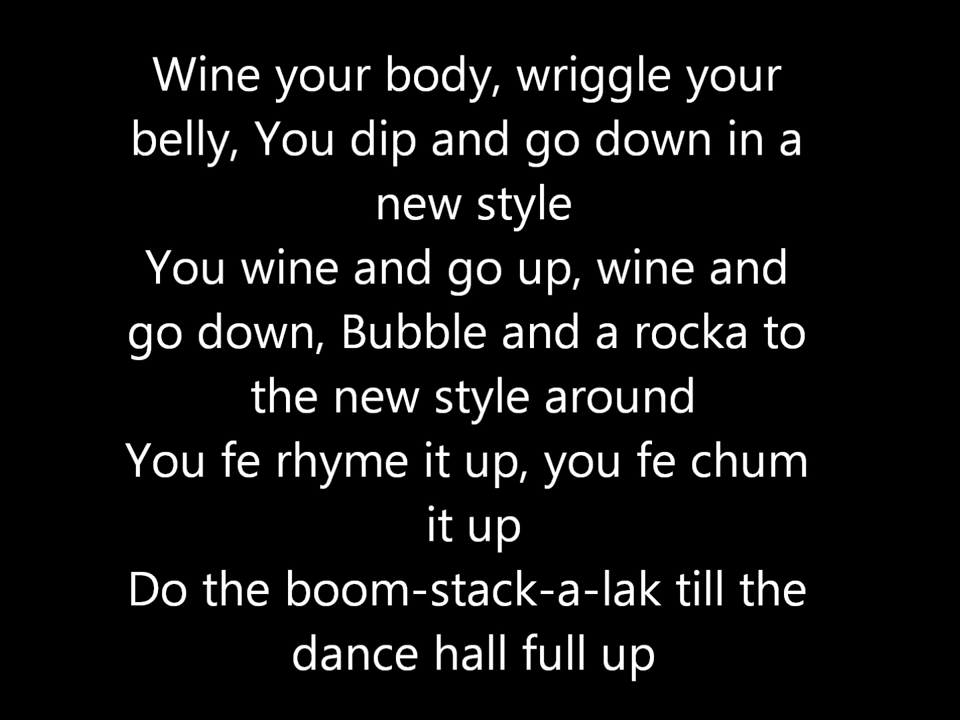 Wine your body, wriggle your
belly, You dip and go down in a
new style
You wine and go up, wine and
go down, Bubble and a rocka to
the new style around
You fe rhyme it up, you fe chum
it up
Do the boom-stack-a-lak till the
dance hall full up